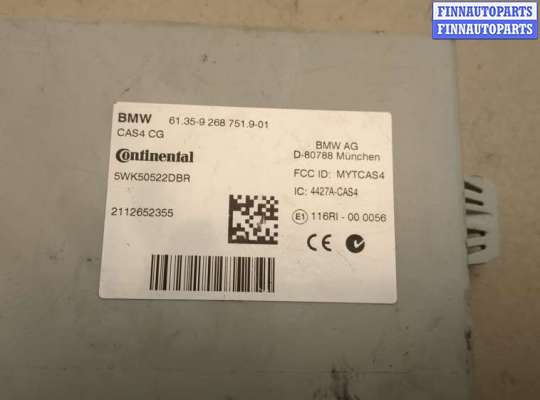 FINNAUTOPARTS
FINNAUTOPARTS
FINNAUTOPARTS
BMW 61.35-9 268 751.9-01
CAS4 CG
Continental
5WK50522DBR
2112652355
BMW AG
D-80788 München
FCC ID: MYTCAS4
IC: 4427A-CAS4
E1 116RI - 00 0056
CE